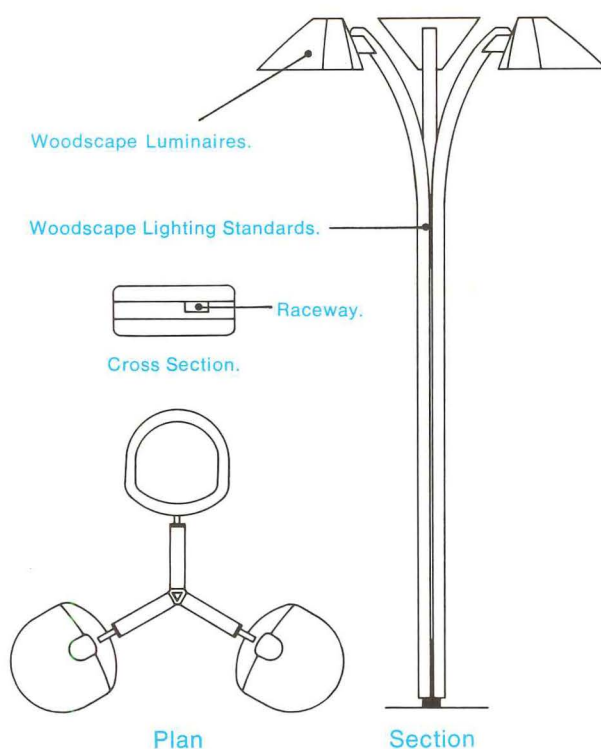 Woodscape Luminaires.
Woodscape Lighting Standards.
Raceway.
Cross Section.
Plan
Section